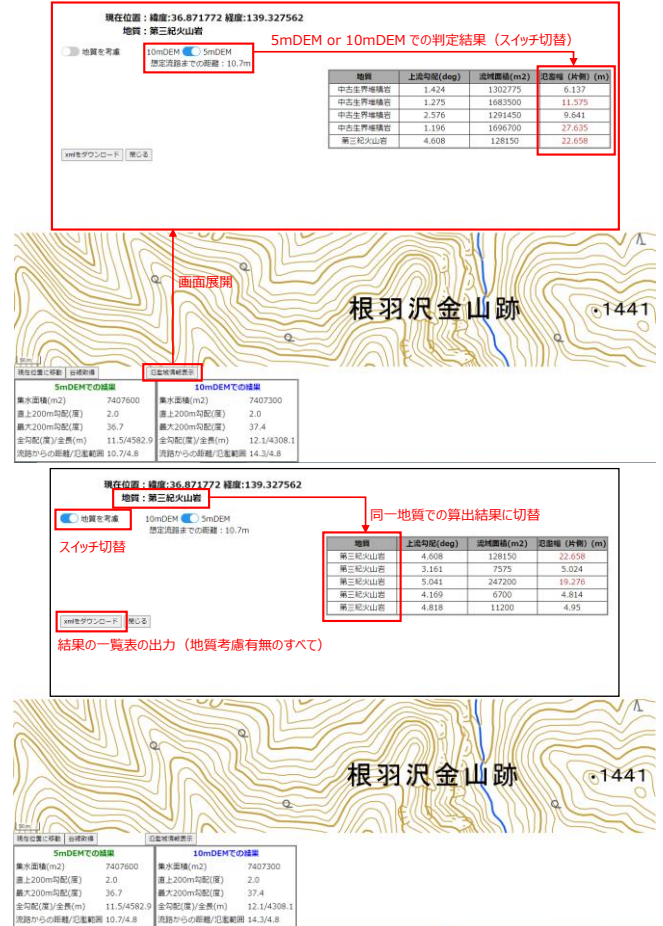 現在位置：緯度:36.871772 経度:139.327562
地質：第三紀火山岩
地質を考慮
10mDEM 5mDEM
想定流路までの距離：10.7m
5mDEM or 10mDEM での判定結果（スイッチ切替）
地質 上流勾配(deg) 流域面積(m2) 氾濫幅（片側）(m)
中古生界堆積岩 1.424 1302775 6.137
中古生界堆積岩 1.275 1683500 11.575
中古生界堆積岩 2.576 1291450 9.641
中古生界堆積岩 1.196 1696700 27.635
第三紀火山岩 4.608 128150 22.658
xmlをダウンロード 閉じる
画面展開
根羽沢金山跡
・1441
50 m
現在位置に移動 谷線取得 氾濫域情報表示
5mDEMでの結果 10mDEMでの結果
集水面積(m2) 7407600 集水面積(m2) 7407300
直上200m勾配(度) 2.0 直上200m勾配(度) 2.0
最大200m勾配(度) 36.7 最大200m勾配(度) 37.4
全勾配(度)/全長(m) 11.5/4582.9 全勾配(度)/全長(m) 12.1/4308.1
流路からの距離/氾濫範囲 10.7/4.8 流路からの距離/氾濫範囲 14.3/4.8
現在位置：緯度:36.871772 経度:139.327562
地質：第三紀火山岩
地質を考慮
10mDEM 5mDEM
想定流路までの距離：10.7m
同一地質での算出結果に切替
スイッチ切替
地質 上流勾配(deg) 流域面積(m2) 氾濫幅（片側）(m)
第三紀火山岩 4.608 128150 22.658
第三紀火山岩 3.161 7575 5.024
第三紀火山岩 5.041 247200 19.276
第三紀火山岩 4.169 6700 4.814
第三紀火山岩 4.818 11200 4.95
xmlをダウンロード 閉じる
結果の一覧表の出力（地質考慮有無のすべて）
根羽沢金山跡
・1441
50 m
現在位置に移動 谷線取得 氾濫域情報表示
5mDEMでの結果 10mDEMでの結果
集水面積(m2) 7407600 集水面積(m2) 7407300
直上200m勾配(度) 2.0 直上200m勾配(度) 2.0
最大200m勾配(度) 36.7 最大200m勾配(度) 37.4
全勾配(度)/全長(m) 11.5/4582.9 全勾配(度)/全長(m) 12.1/4308.1
流路からの距離/氾濫範囲 10.7/4.8 流路からの距離/氾濫範囲 14.3/4.8